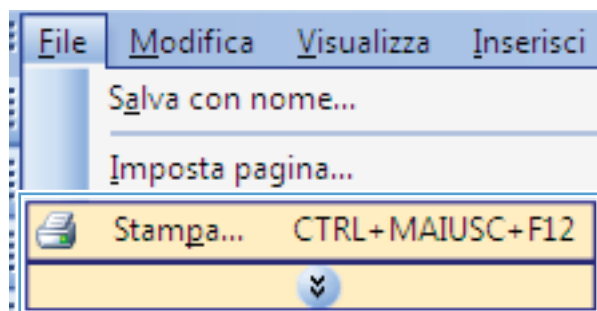 File Modifica Visualizza Inserisci
Salva con nome...
Imposta pagina...
Stampa... CTRL+MAIUSC+F12